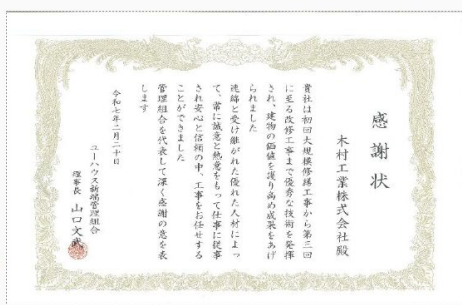 感謝状
木村工業株式会社殿
貴社は初回大規模修繕工事から第三回
に至る改修工事まで優秀な技術を発揮
され、建物の価値を護り高め成果をあげ
られました
連綿と受け継がれた優れた人材によっ
て、常に誠意と熱意をもって仕事に従事
され安心と信頼の中、工事をお任せする
ことができました
管理組合を代表して深く感謝の意を表
します
令和七年二月二十日
ユーハウス新瑞管理組合
理事長 山口文